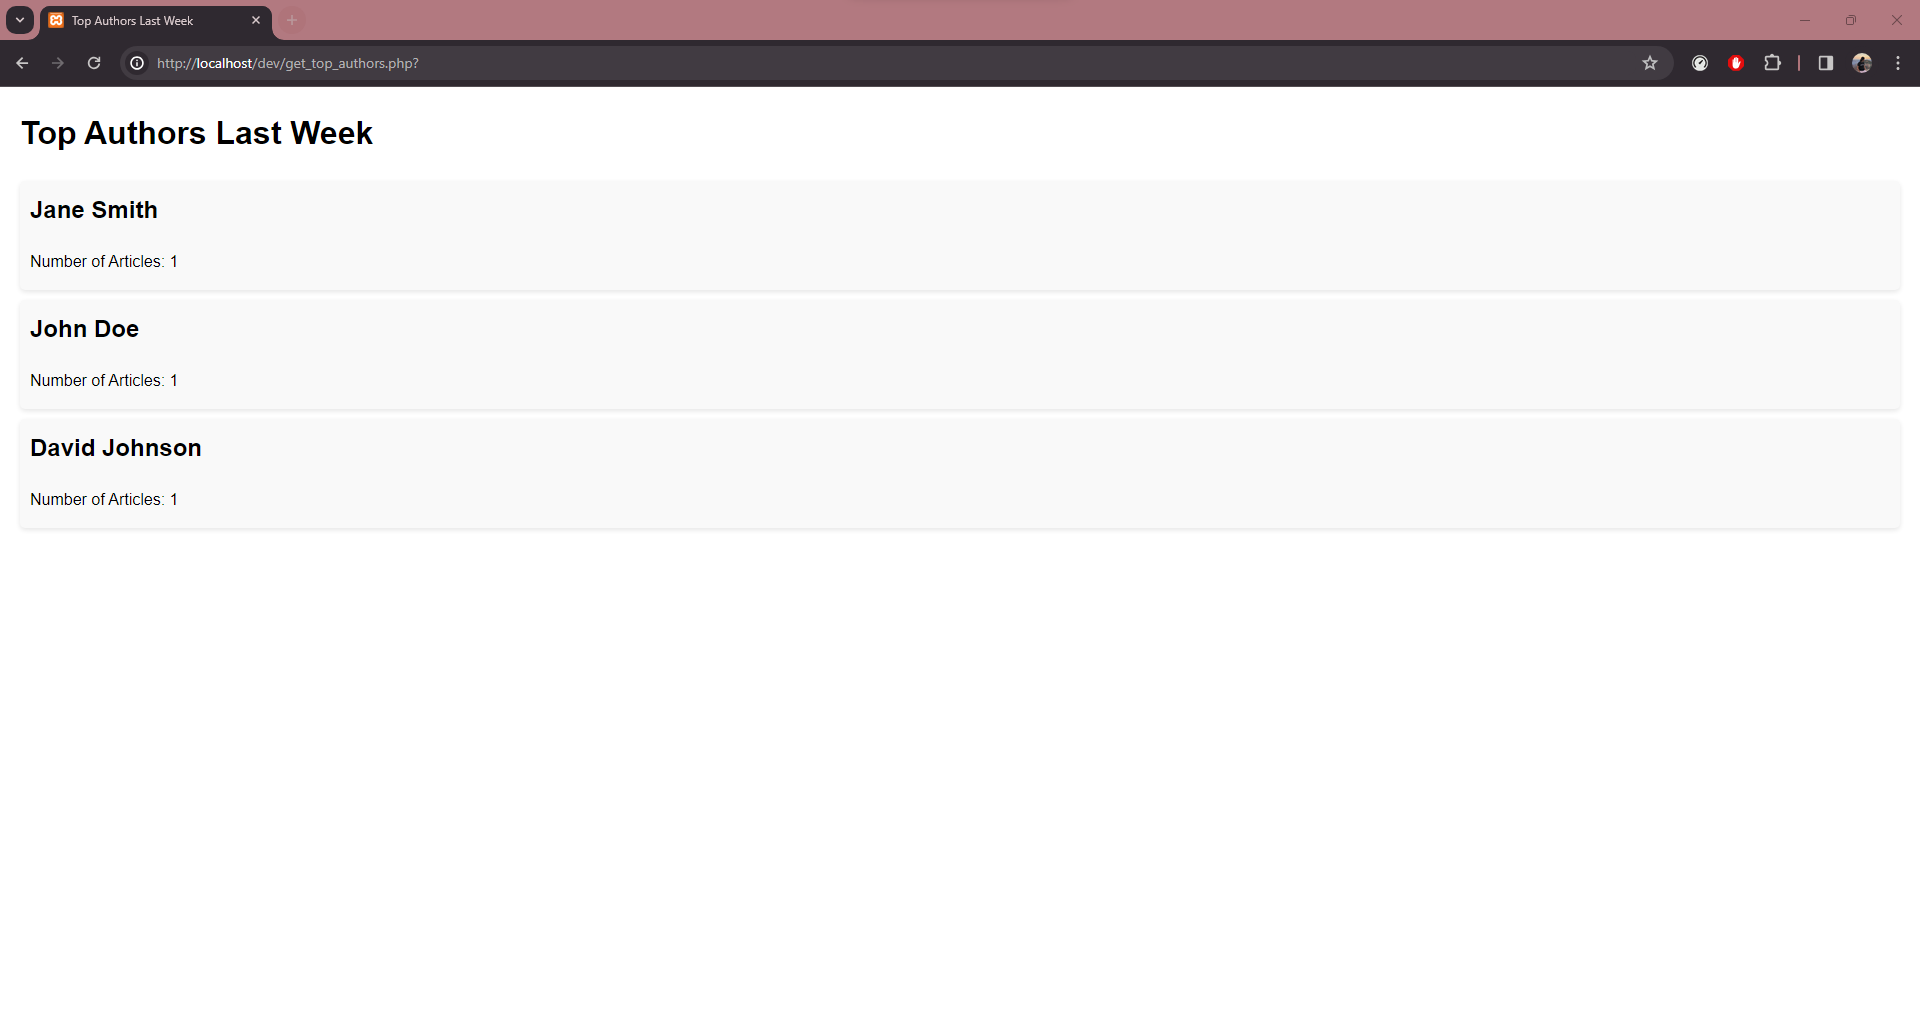 Top Authors Last Week
http://localhost/dev/get_top_authors.php?
Top Authors Last Week
Jane Smith
Number of Articles: 1
John Doe
Number of Articles: 1
David Johnson
Number of Articles: 1